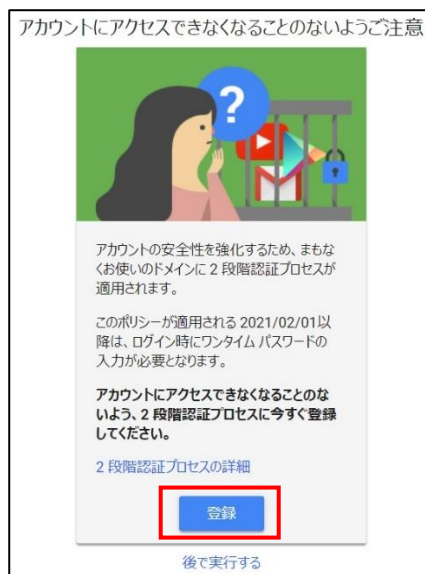 アカウントにアクセスできなくなることのないようご注意
?
アカウントの安全性を強化するため、まもな
くお使いのドメインに 2 段階認証プロセスが
適用されます。
このポリシーが適用される 2021/02/01以
降は、ログイン時にワンタイム パスワードの
入力が必要となります。
アカウントにアクセスできなくなることのな
いよう、2 段階認証プロセスに今すぐ登録
してください。
2 段階認証プロセスの詳細
登録
後で実行する